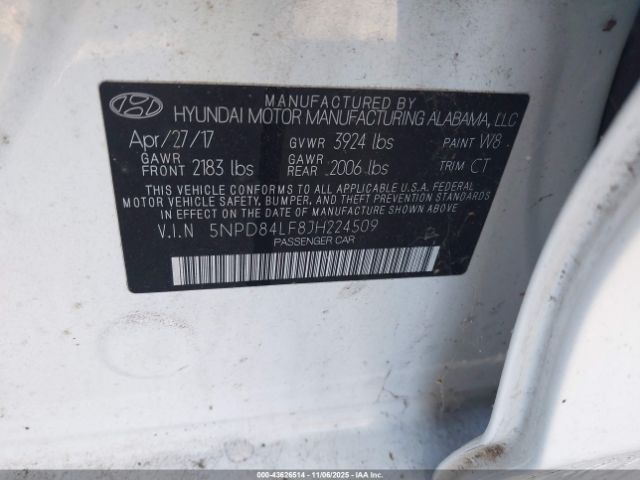 MANUFACTURED BY
HYUNDAI MOTOR MANUFACTURING ALABAMA, LLC
Apr/27/17 GVWR 3924 lbs PAINT W8
GAWR FRONT 2183 lbs GAWR REAR 2006 lbs TRIM CT
THIS VEHICLE CONFORMS TO ALL APPLICABLE U.S.A. FEDERAL
MOTOR VEHICLE SAFETY, BUMPER, AND THEFT PREVENTION STANDARDS
IN EFFECT ON THE DATE OF MANUFACTURE SHOWN ABOVE.
V.I.N 5NPD84LF8JH224509
PASSENGER CAR
000-43626514 - 11/06/2025 - IAAI.COM